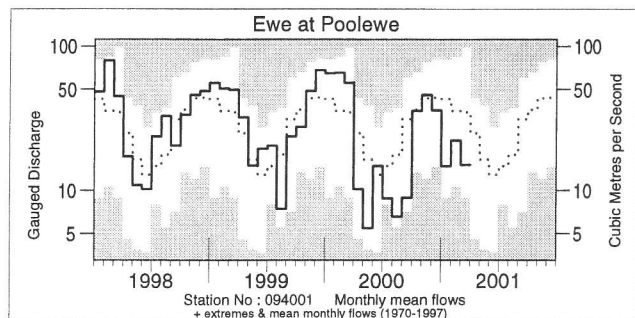 Ewe at Poolewe
100
50
10
5
Gauged Discharge
100
50
10
5
Cubic Metres per Second
1998 1999 2000 2001
Station No : 094001 Monthly mean flows
+ extremes & mean monthly flows (1970-1997)